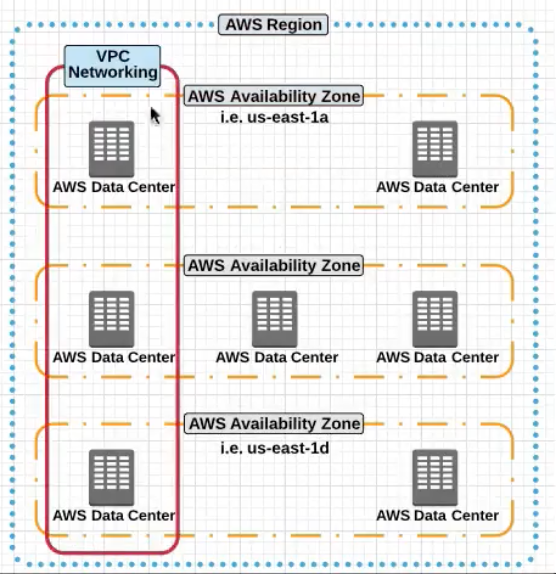 AWS Region
VPC
Networking
AWS Availability Zone
i.e. us-east-1a
AWS Data Center
AWS Data Center
AWS Availability Zone
AWS Data Center
AWS Data Center
AWS Data Center
AWS Availability Zone
i.e. us-east-1d
AWS Data Center
AWS Data Center